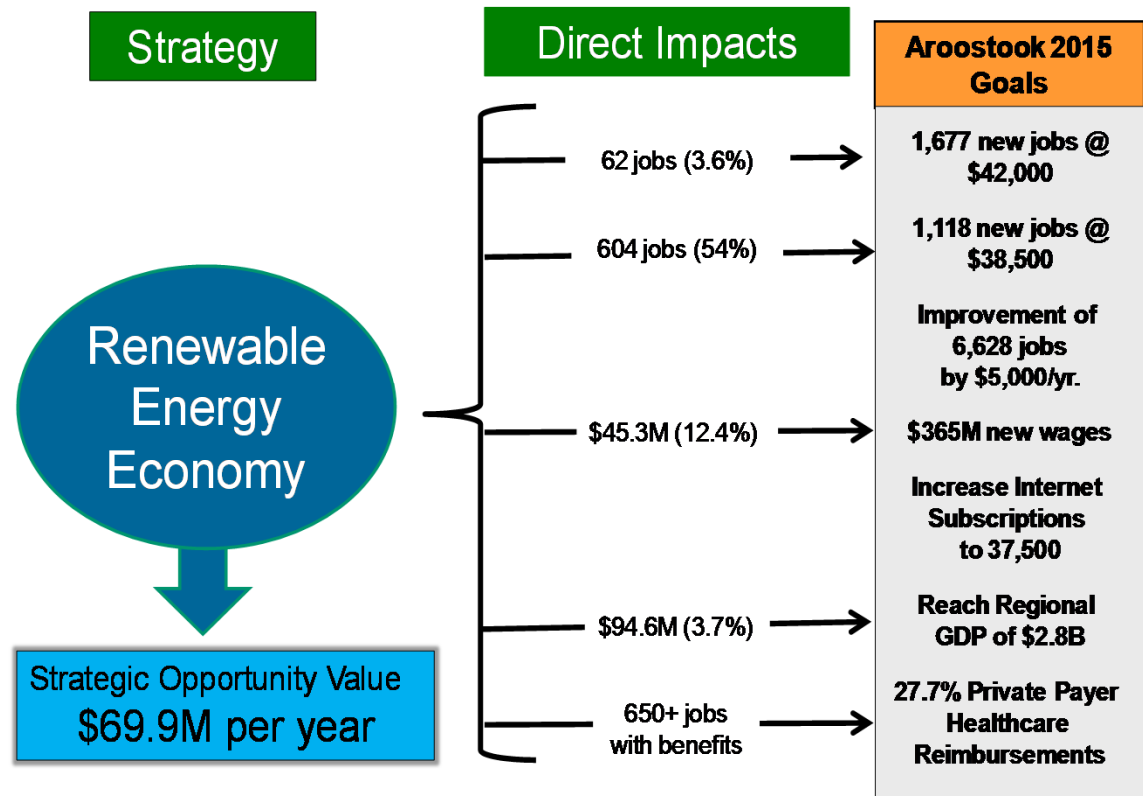 Strategy
Direct Impacts
Aroostook 2015
Goals
Renewable
Energy
Economy
Strategic Opportunity Value
$69.9M per year
62 jobs (3.6%)
604 jobs (54%)
$45.3M (12.4%)
$94.6M (3.7%)
650+ jobs
with benefits
1,677 new jobs @
$42,000
1,118 new jobs @
$38,500
Improvement of
6,628 jobs
by $5,000/yr.
$365M new wages
Increase Internet
Subscriptions
to 37,500
Reach Regional
GDP of $2.8B
27.7% Private Payer
Healthcare
Reimbursements